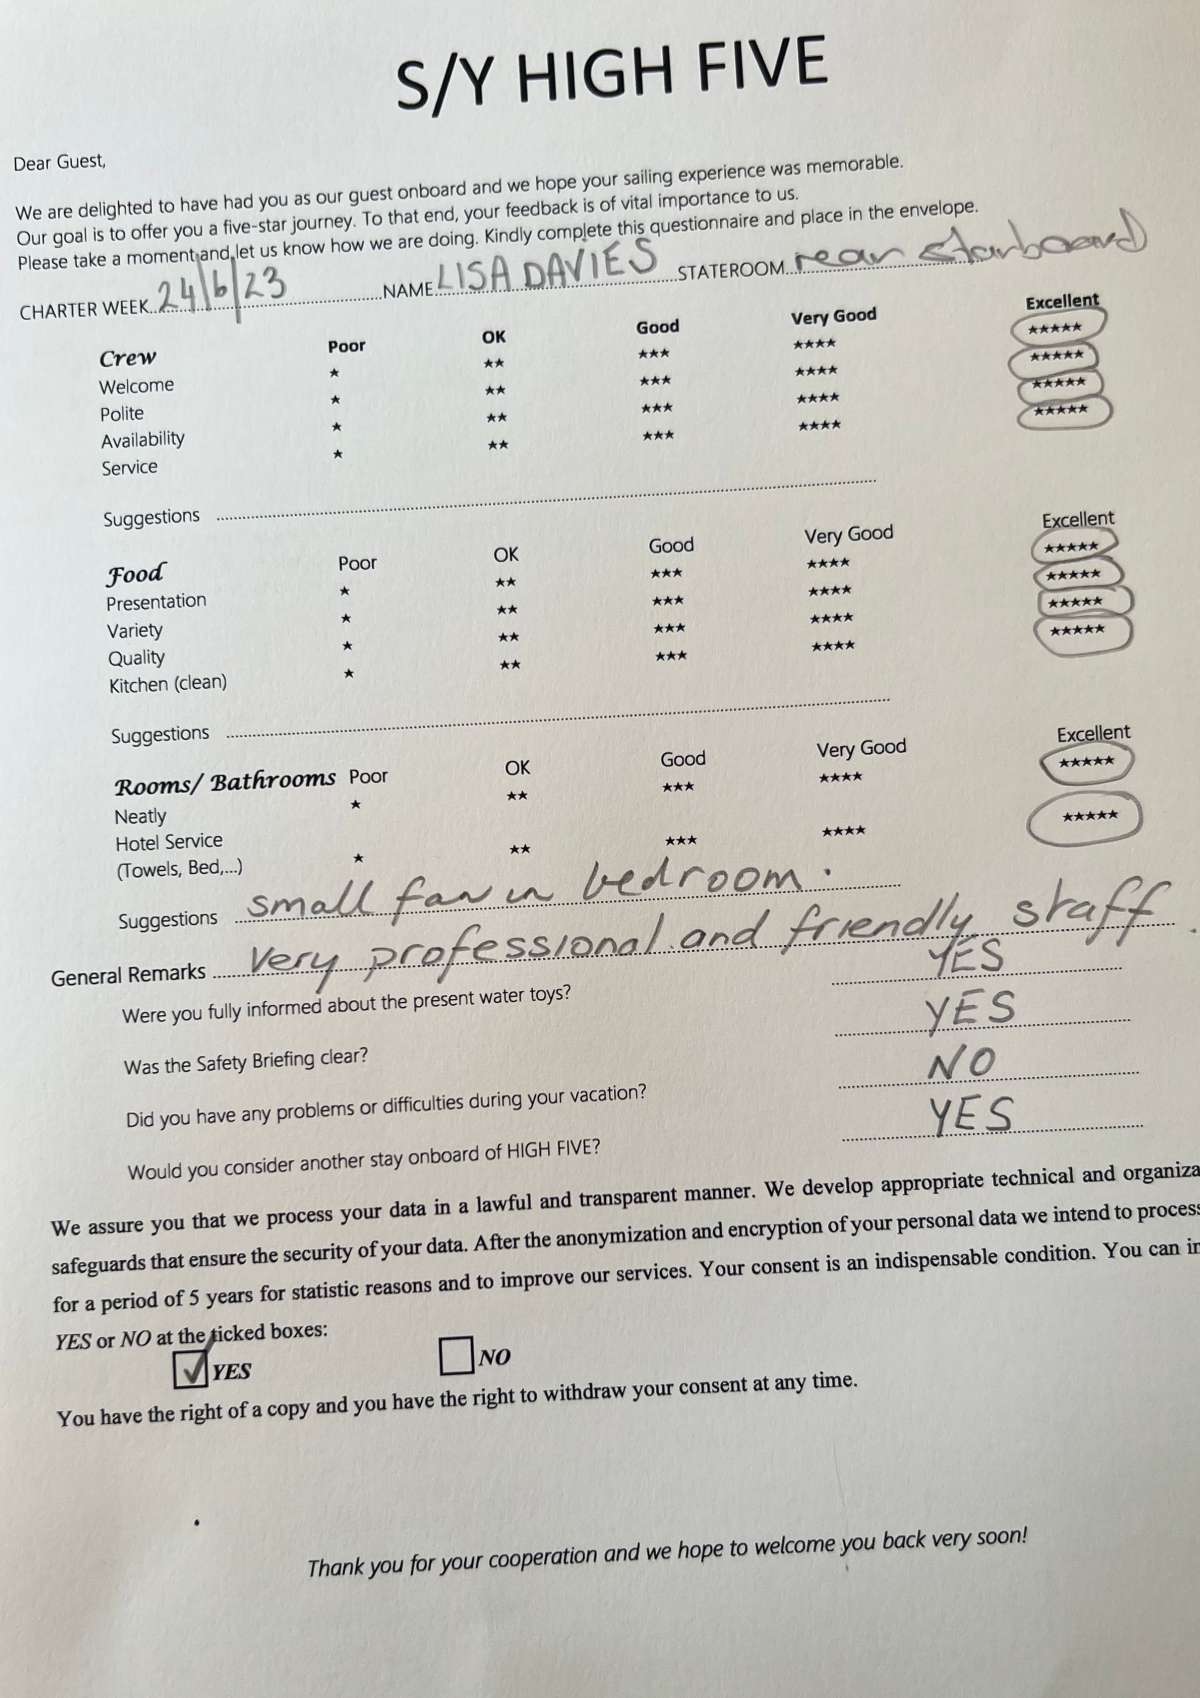 S/Y HIGH FIVE
Dear Guest,
We are delighted to have had you as our guest onboard and we hope your sailing experience was memorable.
Our goal is to offer you a five-star journey. To that end, your feedback is of vital importance to us.
Please take a moment and let us know how we are doing. Kindly complete this questionnaire and place in the envelope.
CHARTER WEEK 24/6/23 NAME LISA DAVIES STATEROOM rear starboard
Crew Poor OK Good Very Good Excellent
Welcome ★ ★★ ★★★ ★★★★ ★★★★★
Polite ★ ★★ ★★★ ★★★★ ★★★★★
Availability ★ ★★ ★★★ ★★★★ ★★★★★
Service ★ ★★ ★★★ ★★★★ ★★★★★
Suggestions
Food Poor OK Good Very Good Excellent
Presentation ★ ★★ ★★★ ★★★★ ★★★★★
Variety ★ ★★ ★★★ ★★★★ ★★★★★
Quality ★ ★★ ★★★ ★★★★ ★★★★★
Kitchen (clean) ★ ★★ ★★★ ★★★★ ★★★★★
Suggestions
Rooms/ Bathrooms Poor OK Good Very Good Excellent
Neatly ★ ★★ ★★★ ★★★★ ★★★★★
Hotel Service
(Towels, Bed,...) ★ ★★ ★★★ ★★★★ ★★★★★
Suggestions small fan in bedroom.
General Remarks Very professional and friendly staff.
Were you fully informed about the present water toys? YES
Was the Safety Briefing clear? YES
Did you have any problems or difficulties during your vacation? NO
Would you consider another stay onboard of HIGH FIVE? YES
We assure you that we process your data in a lawful and transparent manner. We develop appropriate technical and organiza
safeguards that ensure the security of your data. After the anonymization and encryption of your personal data we intend to process
for a period of 5 years for statistic reasons and to improve our services. Your consent is an indispensable condition. You can in
YES or NO at the ticked boxes:
☑ YES ☐ NO
You have the right of a copy and you have the right to withdraw your consent at any time.
Thank you for your cooperation and we hope to welcome you back very soon!